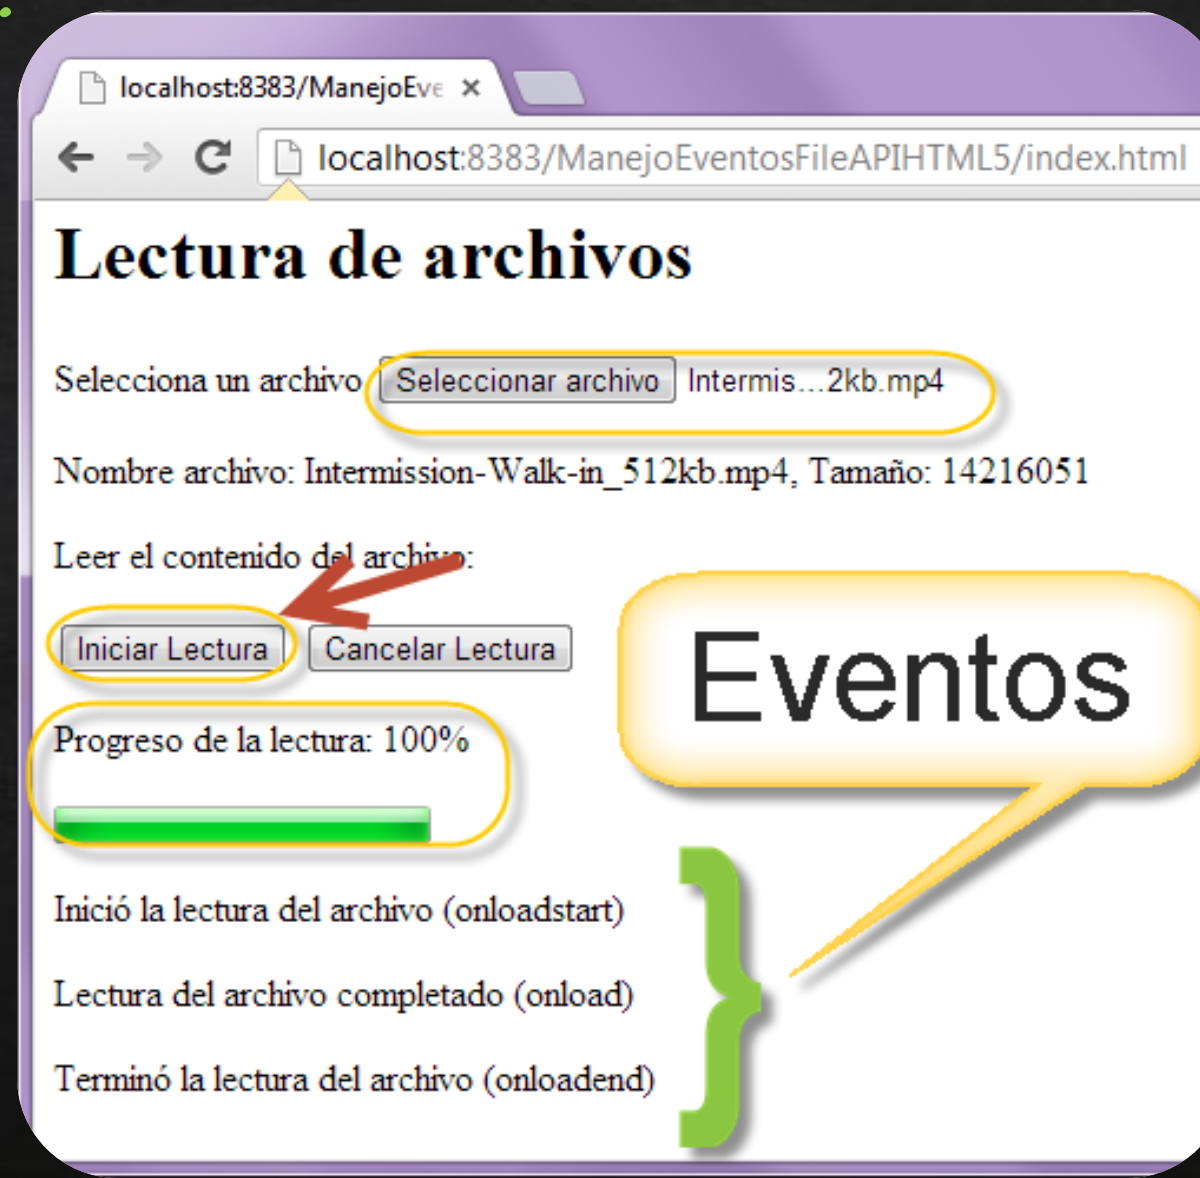 localhost:8383/ManejoEve
localhost:8383/ManejoEventosFileAPIHTML5/index.html
Lectura de archivos
Selecciona un archivo Seleccionar archivo Intermis...2kb.mp4
Nombre archivo: Intermission-Walk-in_512kb.mp4, Tamaño: 14216051
Leer el contenido del archivo:
Iniciar Lectura Cancelar Lectura
Eventos
Progreso de la lectura: 100%
Inició la lectura del archivo (onloadstart)
Lectura del archivo completado (onload)
Terminó la lectura del archivo (onloadend)